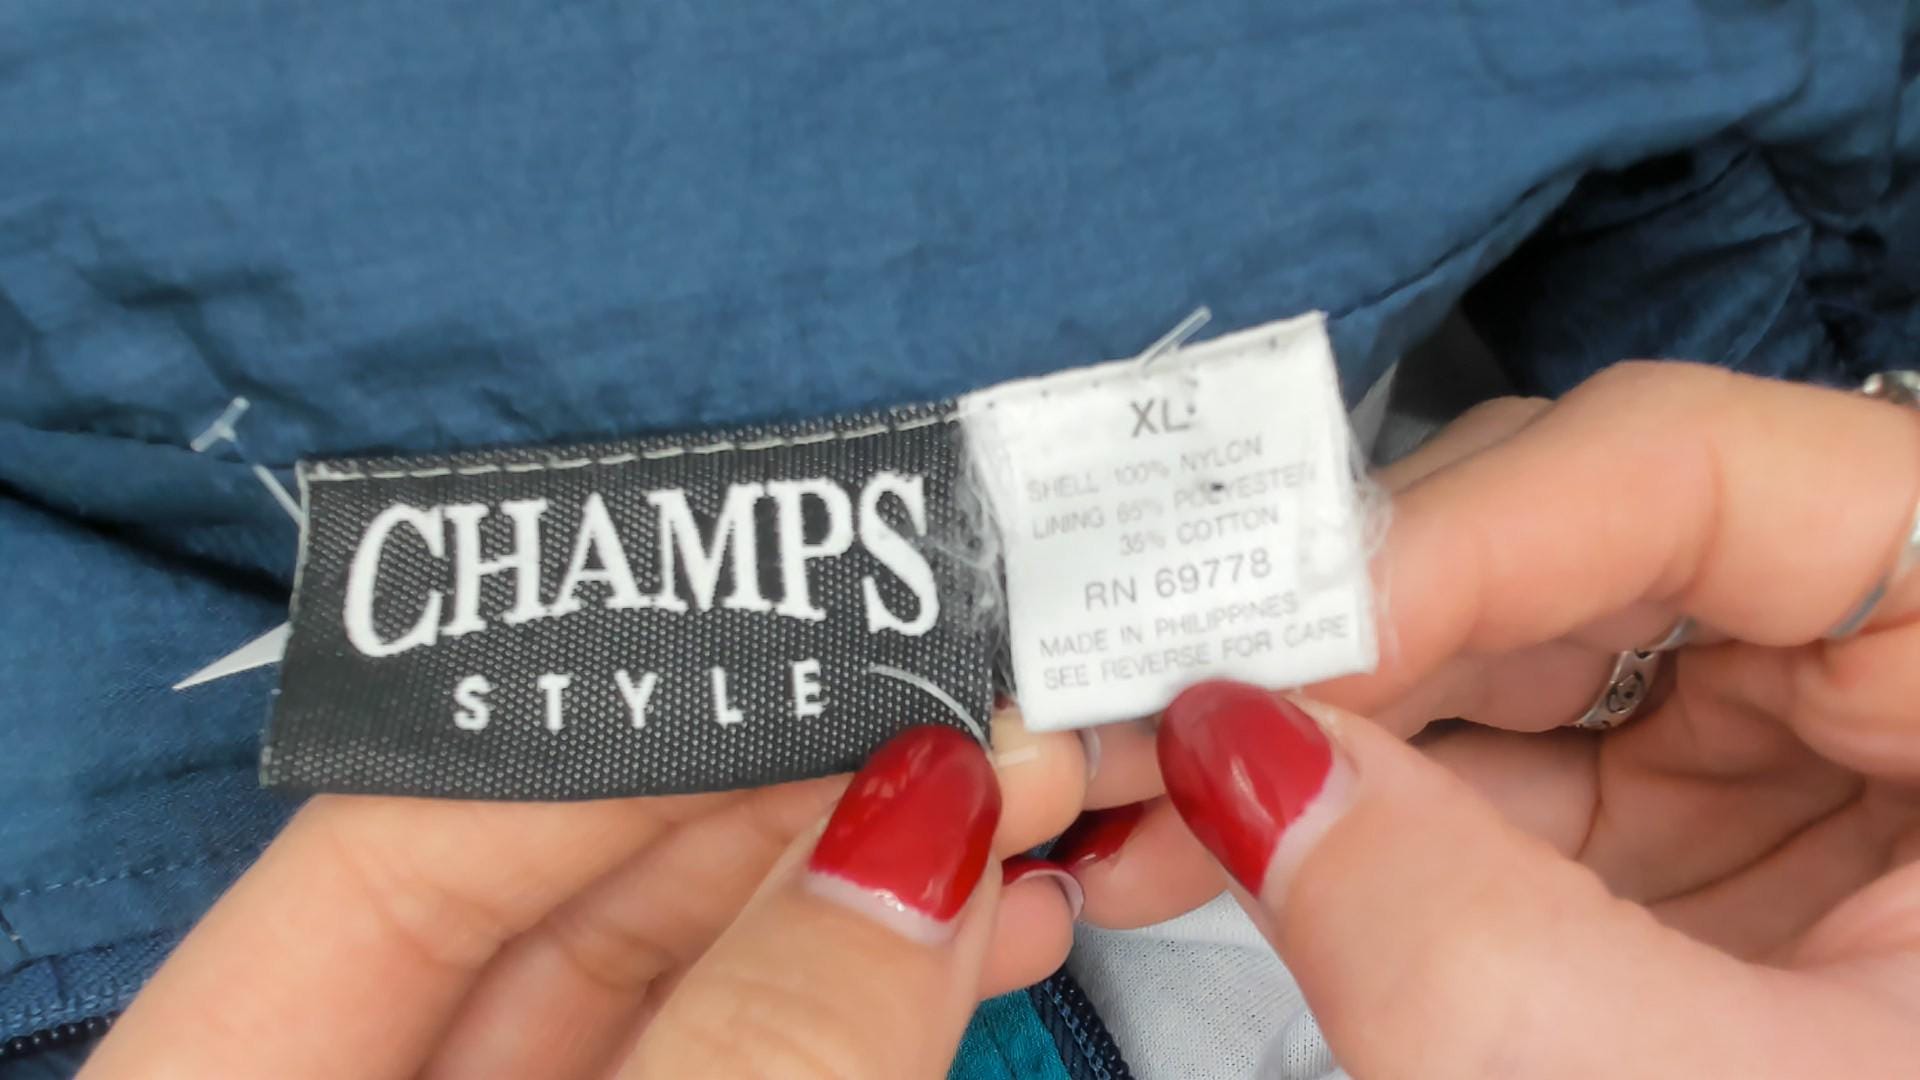 CHAMPS
STYLE
XL
SHELL 100% NYLON
LINING 65% POLYESTER
35% COTTON
RN 69778
MADE IN PHILIPPINES
SEE REVERSE FOR CARE